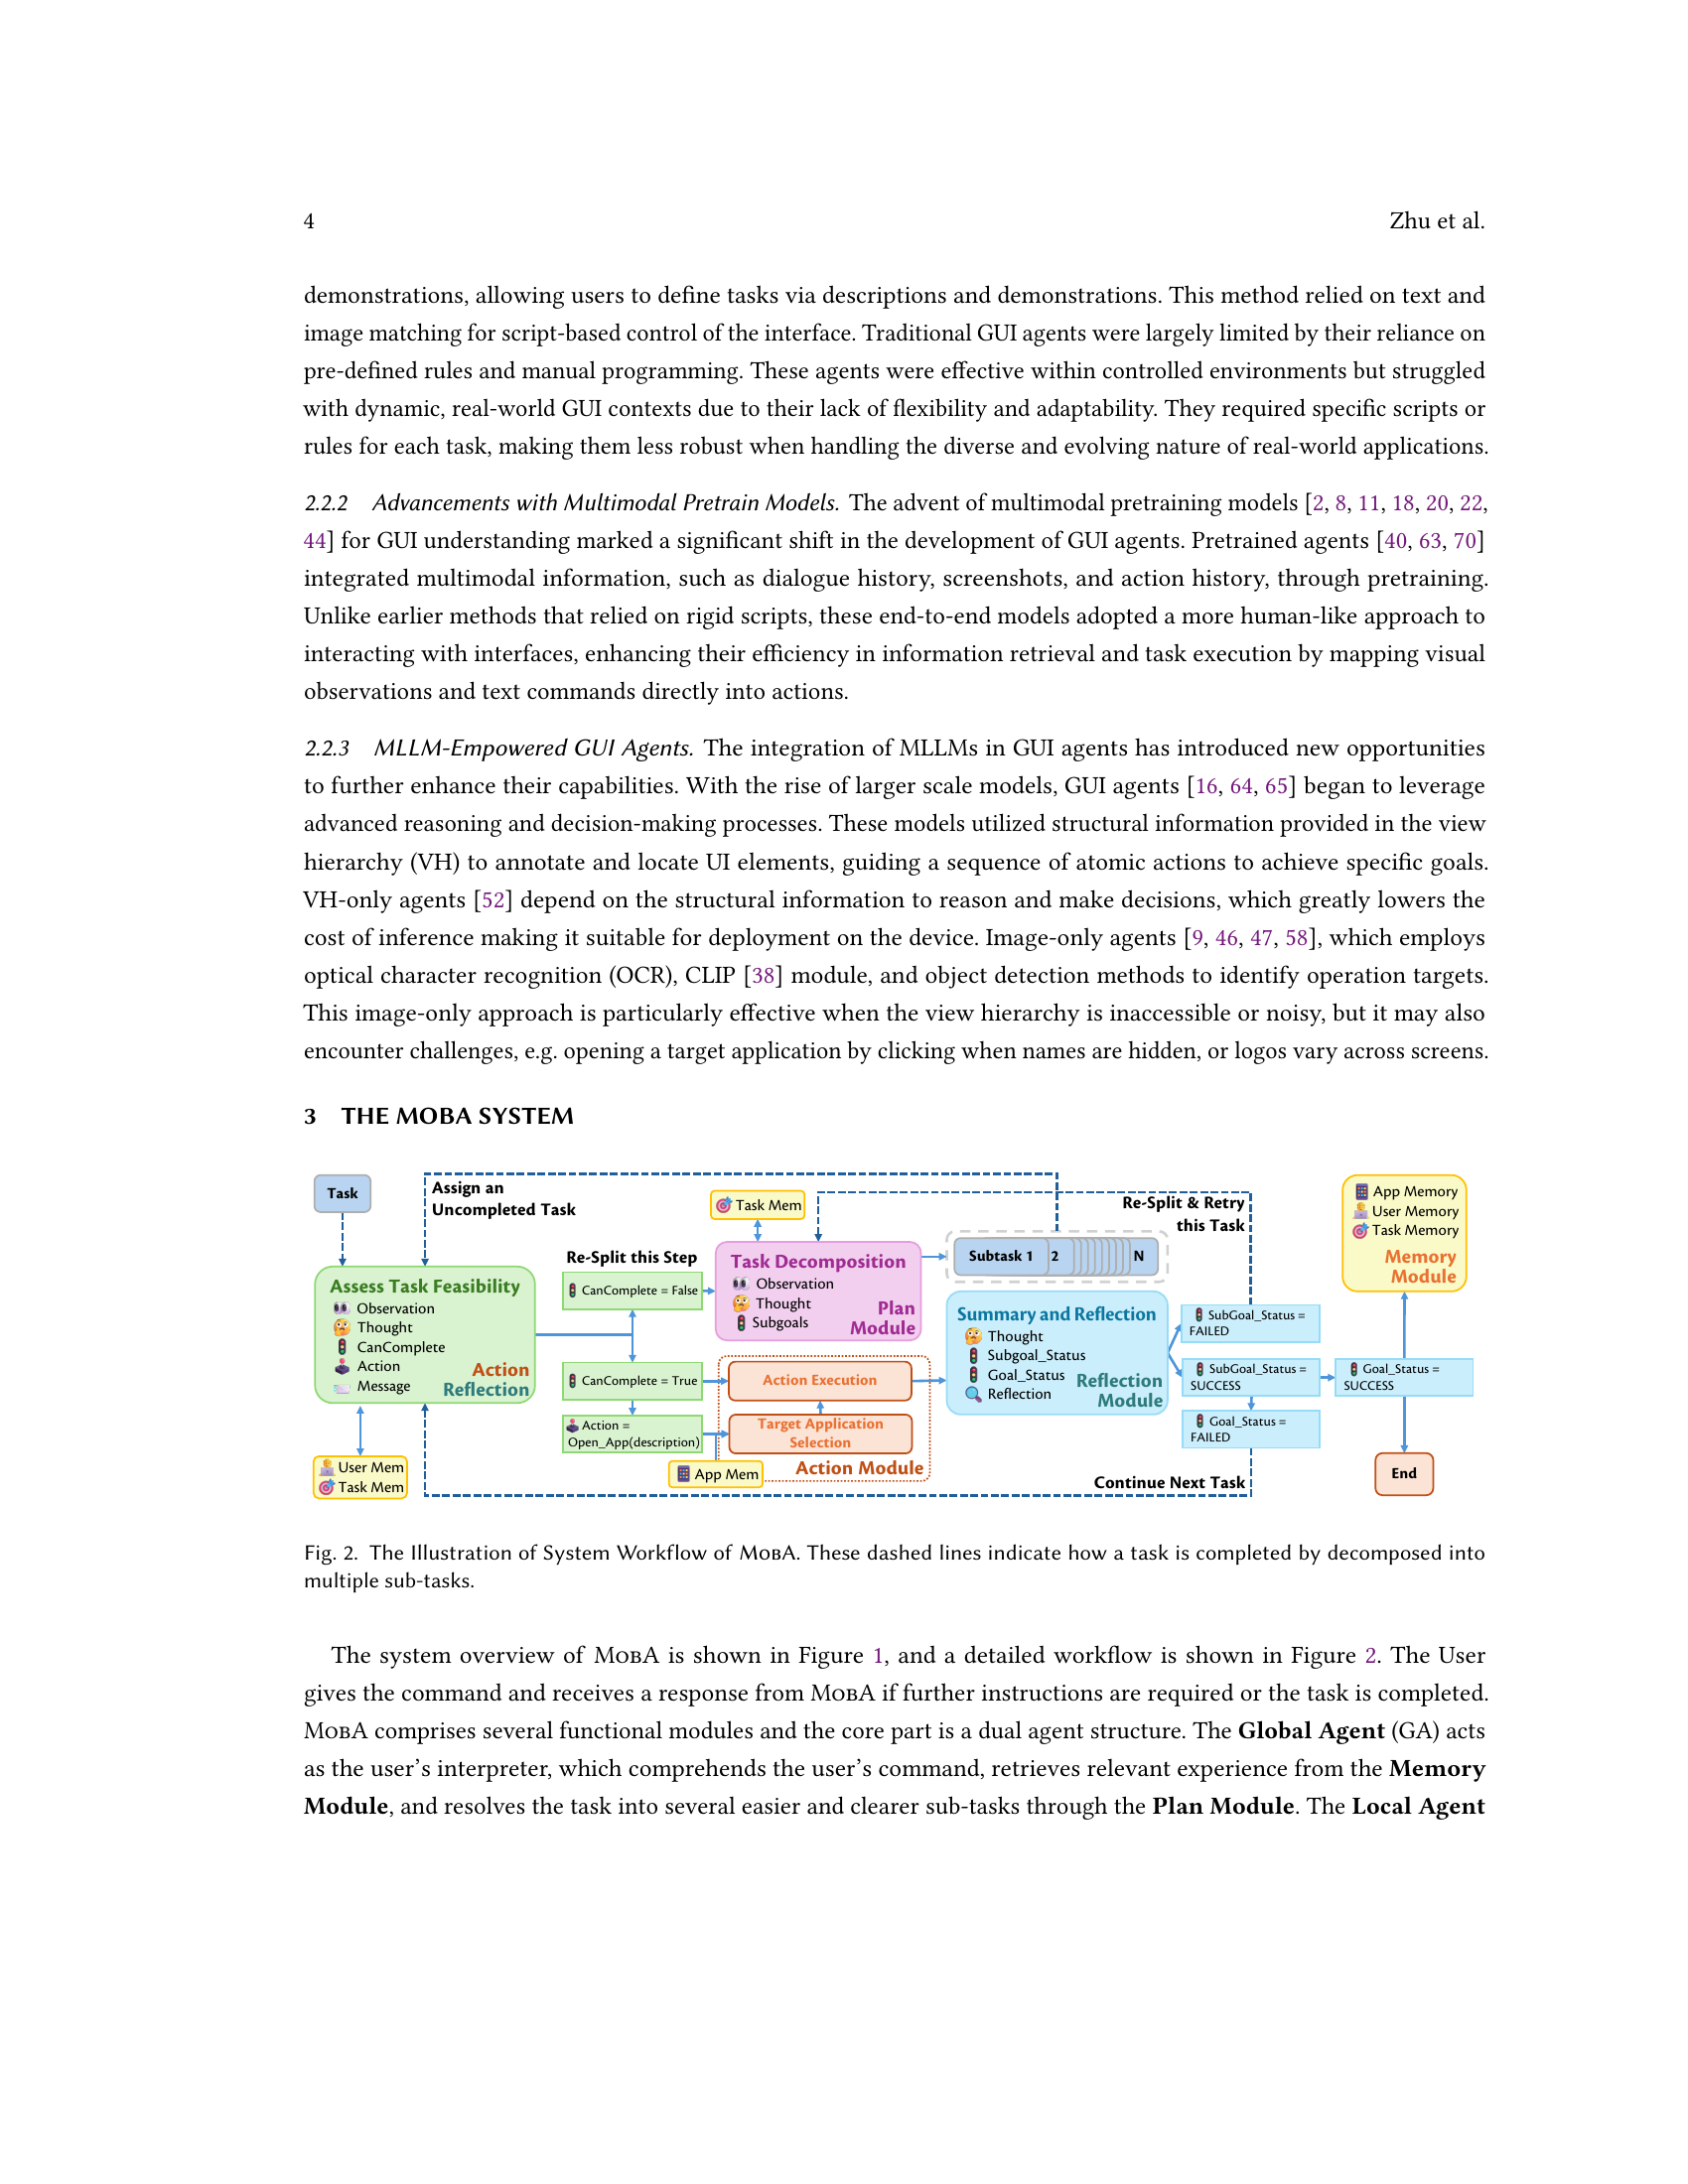 4
Zhu et al.
demonstrations, allowing users to define tasks via descriptions and demonstrations. This method relied on text and
image matching for script-based control of the interface. Traditional GUI agents were largely limited by their reliance on
pre-defined rules and manual programming. These agents were effective within controlled environments but struggled
with dynamic, real-world GUI contexts due to their lack of flexibility and adaptability. They required specific scripts or
rules for each task, making them less robust when handling the diverse and evolving nature of real-world applications.
2.2.2 Advancements with Multimodal Pretrain Models. The advent of multimodal pretraining models [2, 8, 11, 18, 20, 22,
44] for GUI understanding marked a significant shift in the development of GUI agents. Pretrained agents [40, 63, 70]
integrated multimodal information, such as dialogue history, screenshots, and action history, through pretraining.
Unlike earlier methods that relied on rigid scripts, these end-to-end models adopted a more human-like approach to
interacting with interfaces, enhancing their efficiency in information retrieval and task execution by mapping visual
observations and text commands directly into actions.
2.2.3 MLLM-Empowered GUI Agents. The integration of MLLMs in GUI agents has introduced new opportunities
to further enhance their capabilities. With the rise of larger scale models, GUI agents [16, 64, 65] began to leverage
advanced reasoning and decision-making processes. These models utilized structural information provided in the view
hierarchy (VH) to annotate and locate UI elements, guiding a sequence of atomic actions to achieve specific goals.
VH-only agents [52] depend on the structural information to reason and make decisions, which greatly lowers the
cost of inference making it suitable for deployment on the device. Image-only agents [9, 46, 47, 58], which employs
optical character recognition (OCR), CLIP [38] module, and object detection methods to identify operation targets.
This image-only approach is particularly effective when the view hierarchy is inaccessible or noisy, but it may also
encounter challenges, e.g. opening a target application by clicking when names are hidden, or logos vary across screens.
3 THE MOBA SYSTEM
Task
Assign an
Uncompleted Task
Assess Task Feasibility
Observation
Thought
CanComplete
Action
Message
Action
Reflection
User Mem
Task Mem
Re-Split this Step
CanComplete = False
CanComplete = True
Action =
Open_App(description)
Task Mem
Task Decomposition
Observation
Thought
Subgoals
Plan
Module
Action Execution
Target Application
Selection
Action Module
App Mem
Subtask 1
2
N
Re-Split & Retry
this Task
Summary and Reflection
Thought
Subgoal_Status
Goal_Status
Reflection
Reflection
Module
SubGoal_Status =
FAILED
SubGoal_Status =
SUCCESS
Goal_Status =
FAILED
Goal_Status =
SUCCESS
Continue Next Task
App Memory
User Memory
Task Memory
Memory
Module
End
Fig. 2. The Illustration of System Workflow of MobA. These dashed lines indicate how a task is completed by decomposed into
multiple sub-tasks.
The system overview of MobA is shown in Figure 1, and a detailed workflow is shown in Figure 2. The User
gives the command and receives a response from MobA if further instructions are required or the task is completed.
MobA comprises several functional modules and the core part is a dual agent structure. The Global Agent (GA) acts
as the user's interpreter, which comprehends the user's command, retrieves relevant experience from the Memory
Module, and resolves the task into several easier and clearer sub-tasks through the Plan Module. The Local Agent